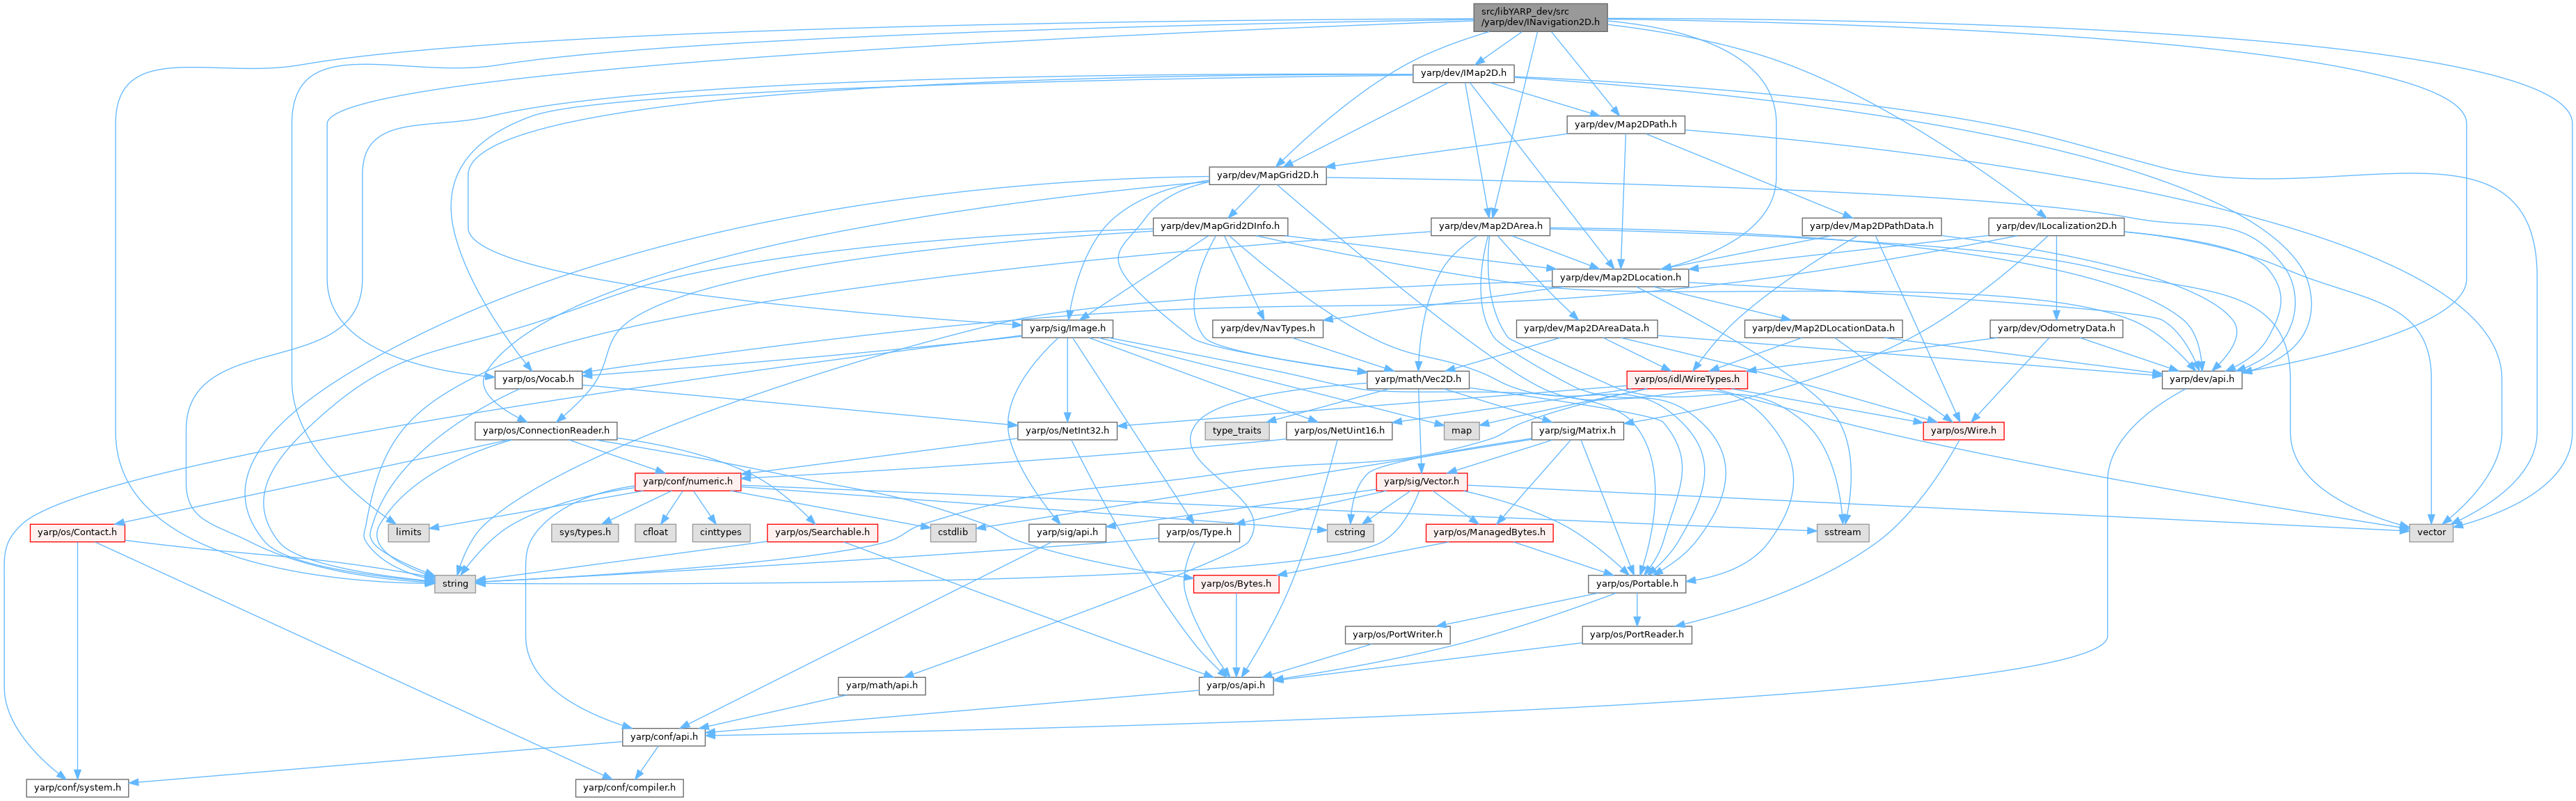 src/libYARP_dev/src
/yarp/dev/INavigation2D.h
yarp/dev/IMap2D.h
yarp/dev/Map2DPath.h
yarp/dev/MapGrid2D.h
yarp/dev/MapGrid2DInfo.h
yarp/dev/Map2DArea.h
yarp/dev/Map2DPathData.h
yarp/dev/ILocalization2D.h
yarp/dev/Map2DLocation.h
yarp/sig/Image.h
yarp/dev/NavTypes.h
yarp/dev/Map2DAreaData.h
yarp/dev/Map2DLocationData.h
yarp/dev/OdometryData.h
yarp/os/Vocab.h
yarp/math/Vec2D.h
yarp/os/idl/WireTypes.h
yarp/dev/api.h
yarp/os/ConnectionReader.h
yarp/os/NetInt32.h
type_traits
yarp/os/NetUint16.h
map
yarp/sig/Matrix.h
yarp/os/Wire.h
yarp/conf/numeric.h
yarp/sig/Vector.h
yarp/os/Contact.h
limits
sys/types.h
cfloat
cinttypes
yarp/os/Searchable.h
cstdlib
yarp/sig/api.h
yarp/os/Type.h
cstring
yarp/os/ManagedBytes.h
sstream
vector
string
yarp/os/Bytes.h
yarp/os/Portable.h
yarp/os/PortWriter.h
yarp/os/PortReader.h
yarp/math/api.h
yarp/os/api.h
yarp/conf/api.h
yarp/conf/system.h
yarp/conf/compiler.h